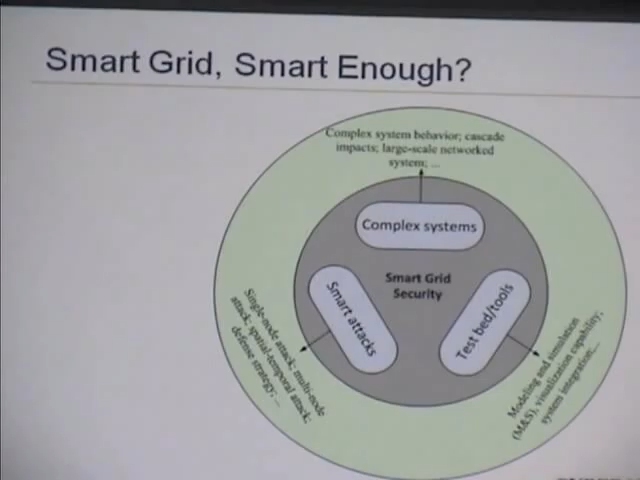 Smart Grid, Smart Enough?
Complex system behavior; cascade
impacts; large-scale networked
system; ...
Complex systems
Smart Grid
Security
Smart attacks
Test bed/tools
Single-node attack; multi-node
attack; spatial-temporal attack;
defense strategy; ...
Modeling and simulation
(M&S), visualization capability;
system integration;...